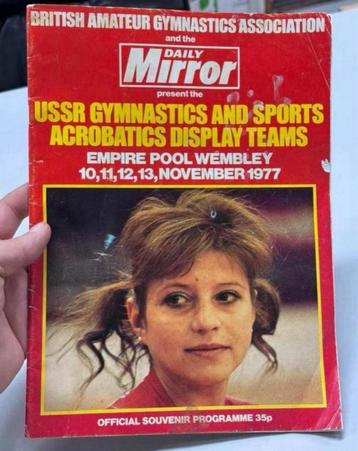 BRITISH AMATEUR GYMNASTICS ASSOCIATION
and the
DAILY
Mirror
present the
USSR GYMNASTICS AND SPORTS
ACROBATICS DISPLAY TEAMS
EMPIRE POOL WEMBLEY
10,11,12,13,NOVEMBER 1977
OFFICIAL SOUVENIR PROGRAMME 35p